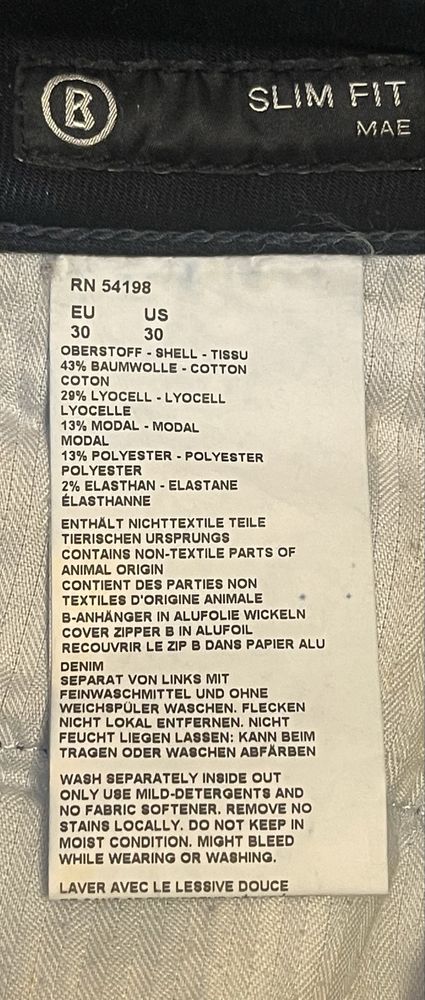 B
SLIM FIT
MAE
RN 54198
EU US
30 30
OBERSTOFF - SHELL - TISSU
43% BAUMWOLLE - COTTON
COTON
29% LYOCELL - LYOCELL
LYOCELLE
13% MODAL - MODAL
MODAL
13% POLYESTER - POLYESTER
POLYESTER
2% ELASTHAN - ELASTANE
ÉLASTHANNE
ENTHÄLT NICHTTEXTILE TEILE
TIERISCHEN URSPRUNGS
CONTAINS NON-TEXTILE PARTS OF
ANIMAL ORIGIN
CONTIENT DES PARTIES NON
TEXTILES D'ORIGINE ANIMALE
B-ANHÄNGER IN ALUFOLIE WICKELN
COVER ZIPPER B IN ALUFOIL
RECOUVRIR LE ZIP B DANS PAPIER ALU
DENIM
SEPARAT VON LINKS MIT
FEINWASCHMITTEL UND OHNE
WEICHSPÜLER WASCHEN. FLECKEN
NICHT LOKAL ENTFERNEN. NICHT
FEUCHT LIEGEN LASSEN: KANN BEIM
TRAGEN ODER WASCHEN ABFÄRBEN
WASH SEPARATELY INSIDE OUT
ONLY USE MILD-DETERGENTS AND
NO FABRIC SOFTENER. REMOVE NO
STAINS LOCALLY. DO NOT KEEP IN
MOIST CONDITION. MIGHT BLEED
WHILE WEARING OR WASHING.
LAVER AVEC LE LESSIVE DOUCE